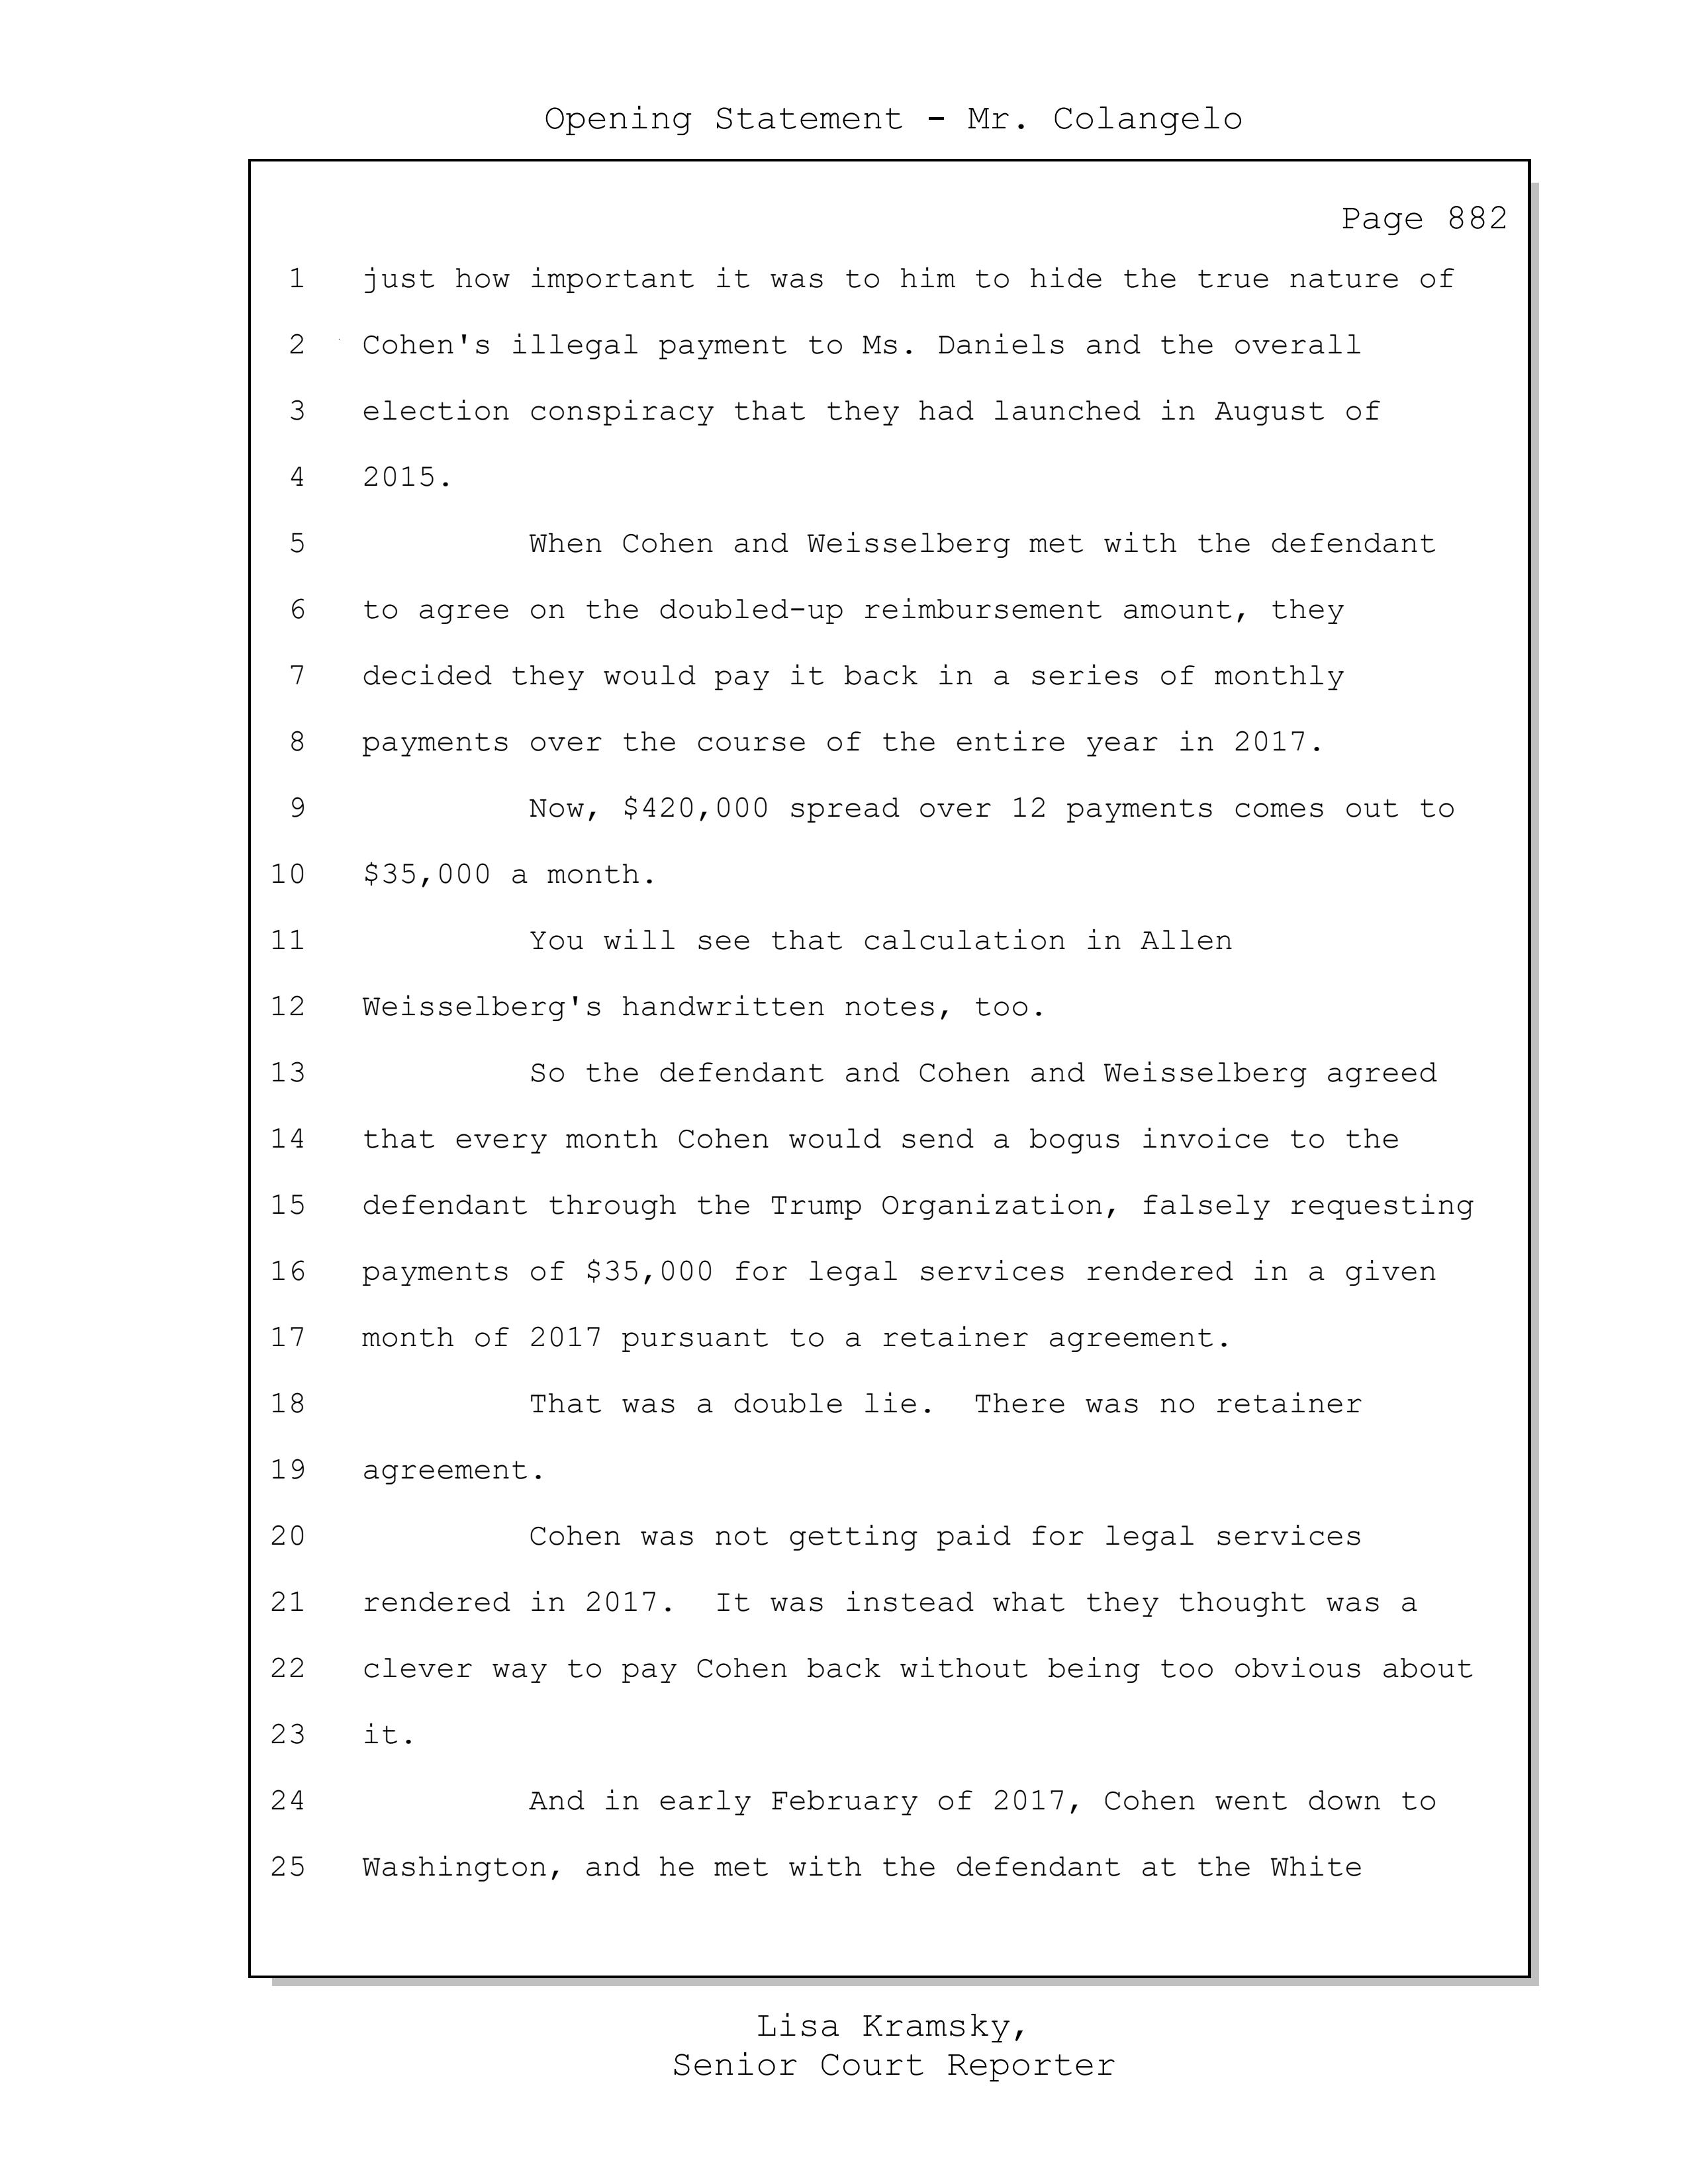 Opening Statement - Mr. Colangelo
Page 882
1 just how important it was to him to hide the true nature of
2 Cohen's illegal payment to Ms. Daniels and the overall
3 election conspiracy that they had launched in August of
4 2015.
5 When Cohen and Weisselberg met with the defendant
6 to agree on the doubled-up reimbursement amount, they
7 decided they would pay it back in a series of monthly
8 payments over the course of the entire year in 2017.
9 Now, $420,000 spread over 12 payments comes out to
10 $35,000 a month.
11 You will see that calculation in Allen
12 Weisselberg's handwritten notes, too.
13 So the defendant and Cohen and Weisselberg agreed
14 that every month Cohen would send a bogus invoice to the
15 defendant through the Trump Organization, falsely requesting
16 payments of $35,000 for legal services rendered in a given
17 month of 2017 pursuant to a retainer agreement.
18 That was a double lie. There was no retainer
19 agreement.
20 Cohen was not getting paid for legal services
21 rendered in 2017. It was instead what they thought was a
22 clever way to pay Cohen back without being too obvious about
23 it.
24 And in early February of 2017, Cohen went down to
25 Washington, and he met with the defendant at the White
Lisa Kramsky,
Senior Court Reporter